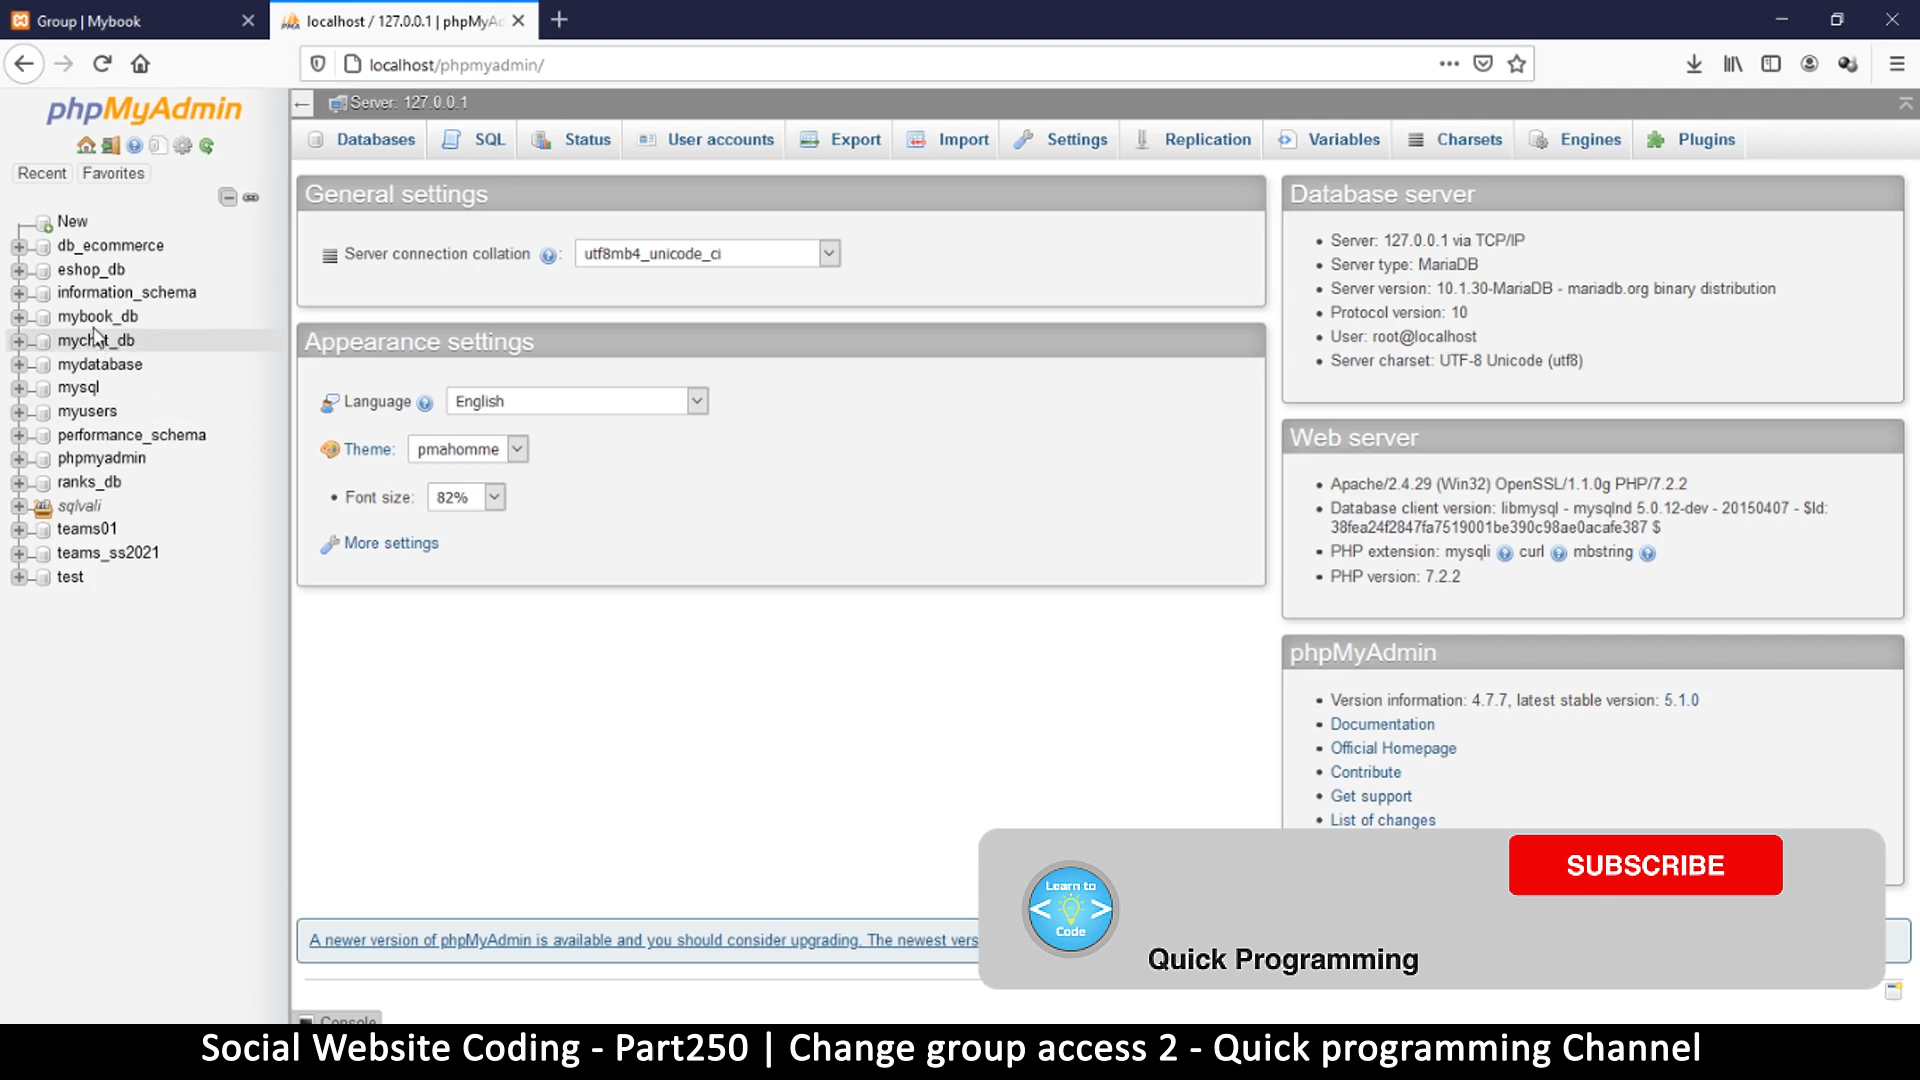 Group | Mybook
localhost / 127.0.0.1 | phpMyAd
localhost/phpmyadmin/
phpMyAdmin
Recent
Favorites
New
db_ecommerce
eshop_db
information_schema
mybook_db
mychat_db
mydatabase
mysql
myusers
performance_schema
phpmyadmin
ranks_db
sqlvali
teams01
teams_ss2021
test
Server: 127.0.0.1
Databases
SQL
Status
User accounts
Export
Import
Settings
Replication
Variables
Charsets
Engines
Plugins
General settings
Server connection collation :
utf8mb4_unicode_ci
Appearance settings
Language
English
Theme:
pmahomme
• Font size:
82%
More settings
Database server
• Server: 127.0.0.1 via TCP/IP
• Server type: MariaDB
• Server version: 10.1.30-MariaDB - mariadb.org binary distribution
• Protocol version: 10
• User: root@localhost
• Server charset: UTF-8 Unicode (utf8)
Web server
• Apache/2.4.29 (Win32) OpenSSL/1.1.0g PHP/7.2.2
• Database client version: libmysql - mysqlnd 5.0.12-dev - 20150407 - $Id:
38fea24f2847fa7519001be390c98ae0acafe387 $
• PHP extension: mysqli curl mbstring
• PHP version: 7.2.2
phpMyAdmin
• Version information: 4.7.7, latest stable version: 5.1.0
• Documentation
• Official Homepage
• Contribute
• Get support
• List of changes
A newer version of phpMyAdmin is available and you should consider upgrading. The newest vers
Console
Learn to
< >
Code
SUBSCRIBE
Quick Programming
Social Website Coding - Part250 | Change group access 2 - Quick programming Channel